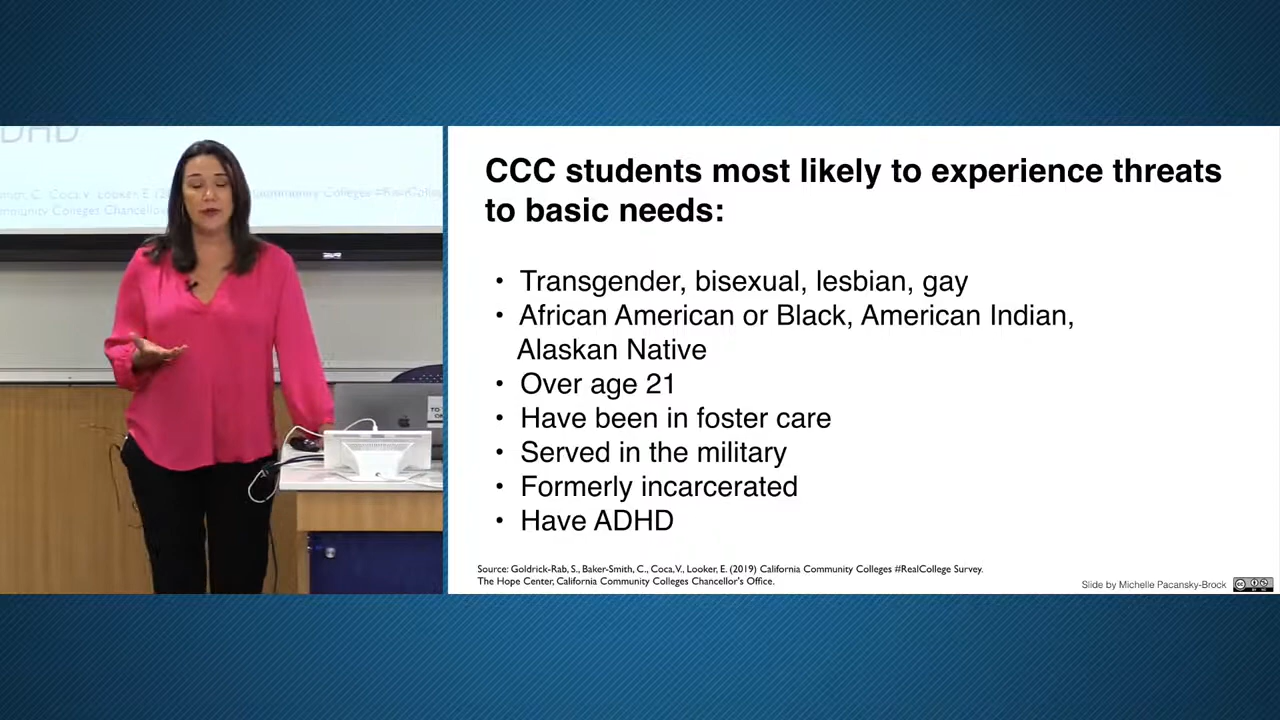 DHD
CCC students most likely to experience threats
to basic needs:
• Transgender, bisexual, lesbian, gay
• African American or Black, American Indian,
Alaskan Native
• Over age 21
• Have been in foster care
• Served in the military
• Formerly incarcerated
• Have ADHD
Source: Goldrick-Rab, S., Baker-Smith, C., Coca,V., Looker, E. (2019) California Community Colleges #RealCollege Survey.
The Hope Center, California Community Colleges Chancellor's Office.
Slide by Michelle Pacansky-Brock